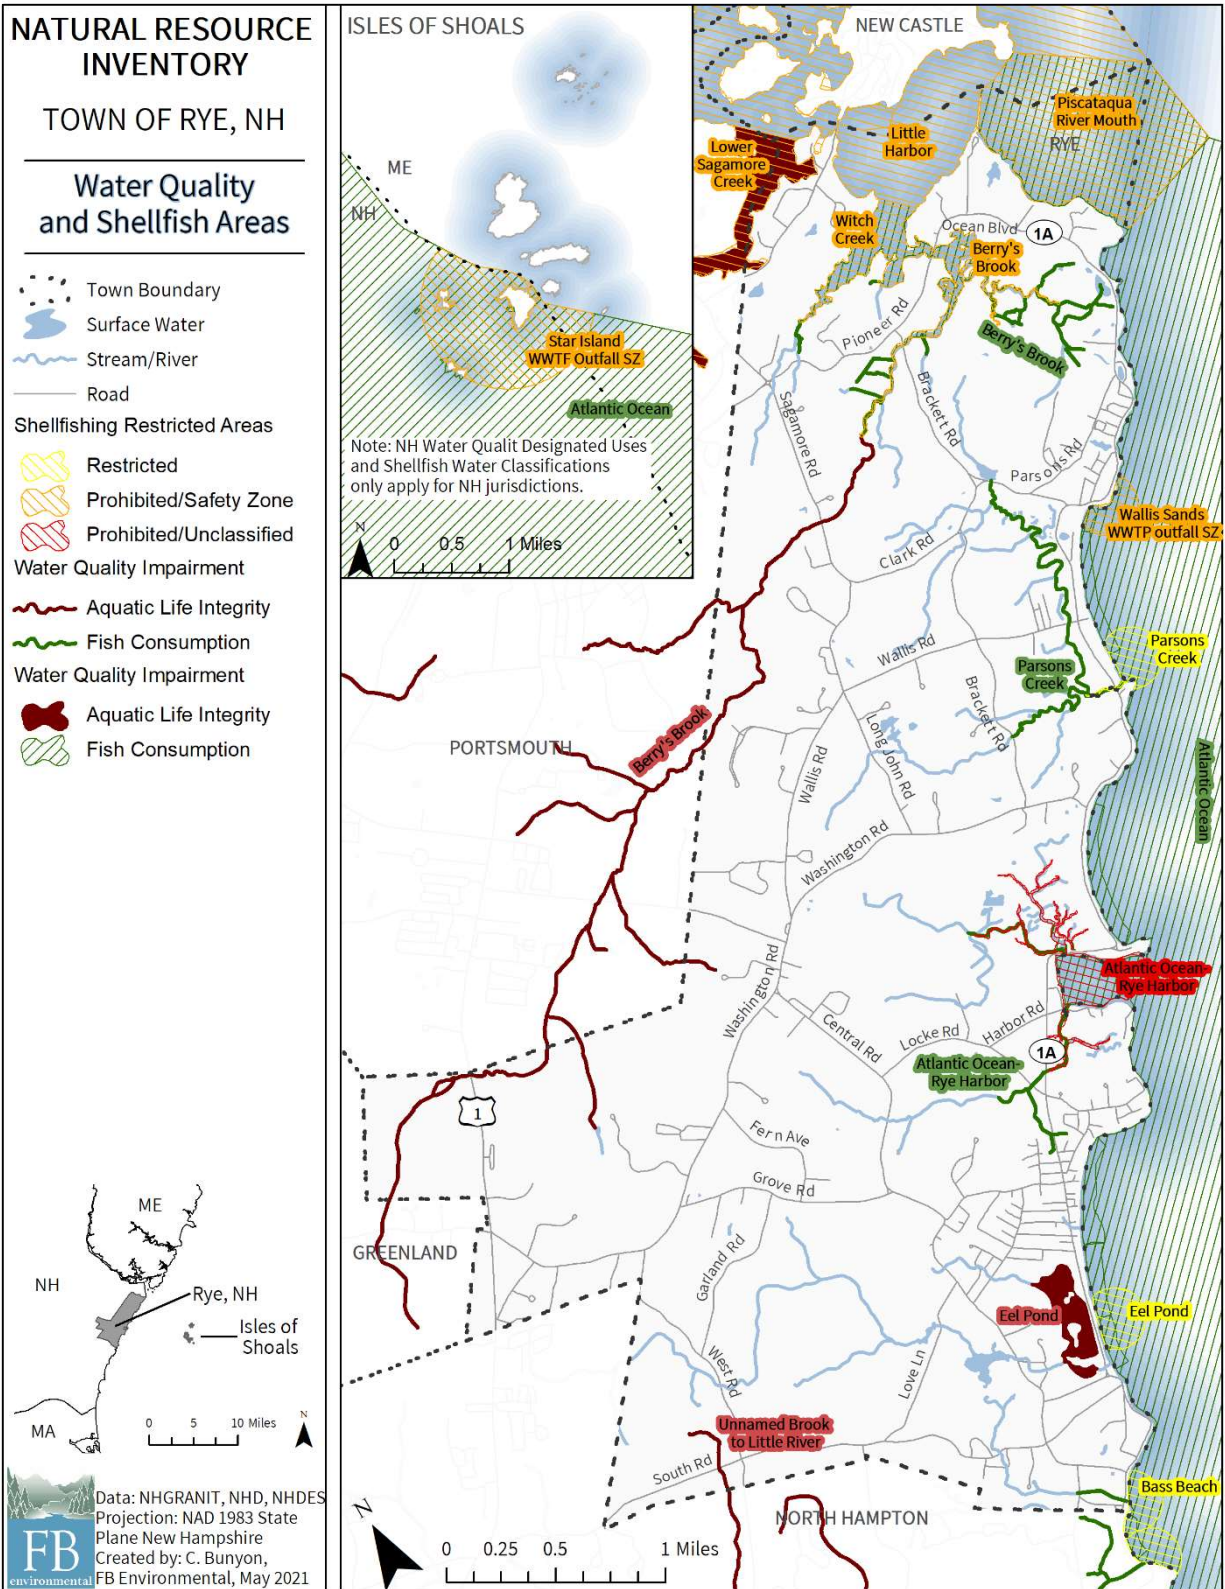 NATURAL RESOURCE
INVENTORY
TOWN OF RYE, NH
Water Quality
and Shellfish Areas
Town Boundary
Surface Water
Stream/River
Road
Shellfishing Restricted Areas
Restricted
Prohibited/Safety Zone
Prohibited/Unclassified
Water Quality Impairment
Aquatic Life Integrity
Fish Consumption
Water Quality Impairment
Aquatic Life Integrity
Fish Consumption
ME
NH
Rye, NH
Isles of
Shoals
MA
0 5 10 Miles
N
FB
environmental
Data: NHGRANIT, NHD, NHDES
Projection: NAD 1983 State
Plane New Hampshire
Created by: C. Bunyon,
FB Environmental, May 2021
ISLES OF SHOALS
ME
NH
Star Island
WWTF Outfall SZ
Atlantic Ocean
Note: NH Water Qualit Designated Uses
and Shellfish Water Classifications
only apply for NH jurisdictions.
N
0 0.5 1 Miles
NEW CASTLE
Piscataqua
River Mouth
RYE
Little
Harbor
Lower
Sagamore
Creek
Witch
Creek
Ocean Blvd
1A
Berry's
Brook
Pioneer Rd
Berry's Brook
Brackett Rd
Sagamore Rd
Parsons Rd
Wallis Sands
WWTP outfall SZ
Clark Rd
Wallis Rd
Parsons
Creek
Parsons
Creek
Brackett Rd
Berry's Brook
PORTSMOUTH
Long John Rd
Wallis Rd
Atlantic Ocean
Washington Rd
Atlantic Ocean-
Rye Harbor
Washington Rd
Central Rd
Locke Rd
Harbor Rd
1A
Atlantic Ocean-
Rye Harbor
1
Fern Ave
Grove Rd
GREENLAND
Garland Rd
Eel Pond
Eel Pond
West Rd
Love Ln
Unnamed Brook
to Little River
South Rd
Bass Beach
NORTH HAMPTON
N
0 0.25 0.5 1 Miles